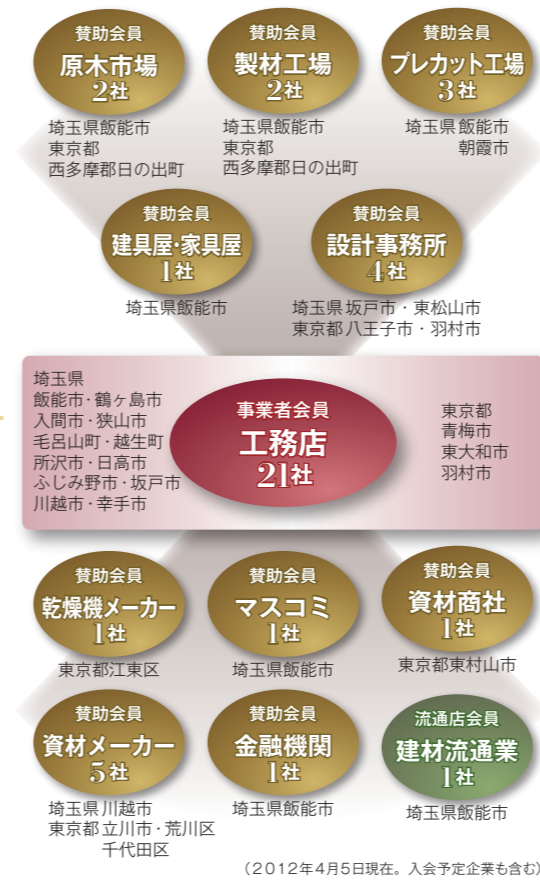 賛助会員
原木市場
2社
埼玉県飯能市
東京都
西多摩郡日の出町
賛助会員
製材工場
2社
埼玉県飯能市
東京都
西多摩郡日の出町
賛助会員
プレカット工場
3社
埼玉県 飯能市
朝霞市
賛助会員
建具屋・家具屋
1社
埼玉県飯能市
賛助会員
設計事務所
4社
埼玉県 坂戸市・東松山市
東京都 八王子市・羽村市
埼玉県
飯能市・鶴ヶ島市
入間市・狭山市
毛呂山町・越生町
所沢市・日高市
ふじみ野市・坂戸市
川越市・幸手市
事業者会員
工務店
21社
東京都
青梅市
東大和市
羽村市
賛助会員
乾燥機メーカー
1社
東京都江東区
賛助会員
マスコミ
1社
埼玉県飯能市
賛助会員
資材商社
1社
東京都東村山市
賛助会員
資材メーカー
5社
埼玉県 川越市
東京都 立川市・荒川区
千代田区
賛助会員
金融機関
1社
埼玉県飯能市
流通店会員
建材流通業
1社
埼玉県飯能市
（2012年4月5日現在。入会予定企業も含む）